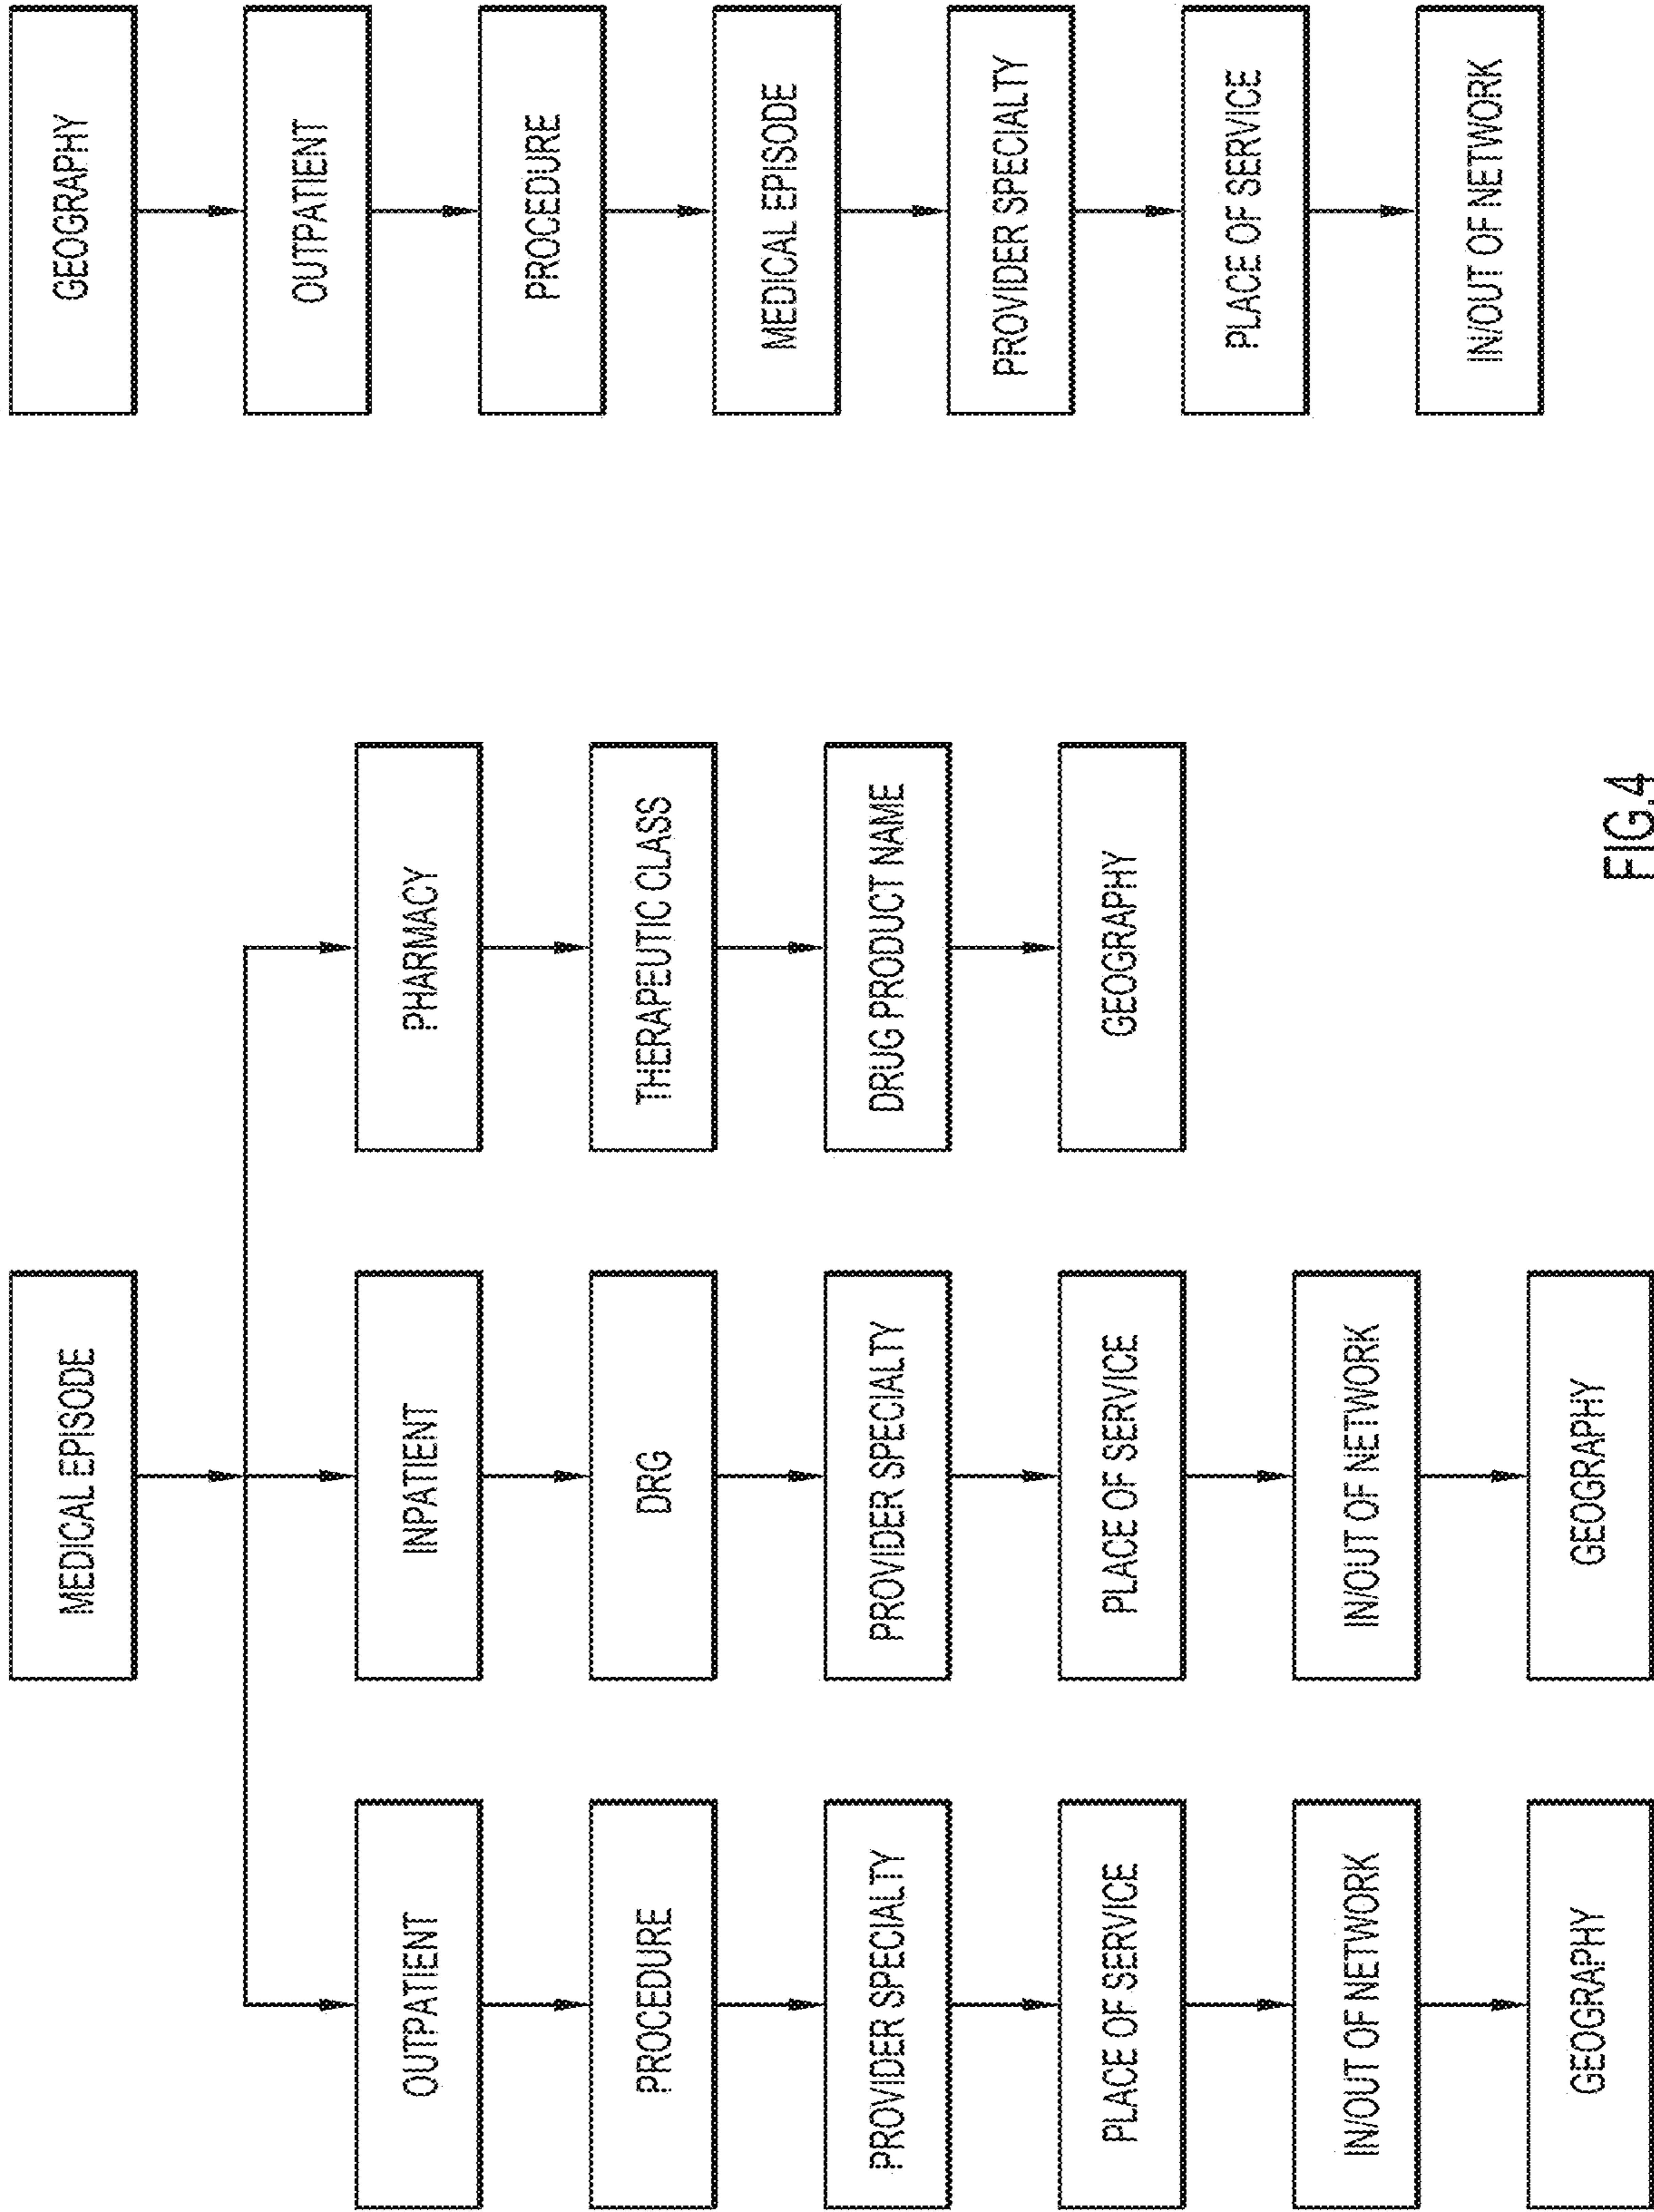 MEDICAL EPISODE
OUTPATIENT
PROCEDURE
PROVIDER SPECIALTY
PLACE OF SERVICE
IN/OUT OF NETWORK
GEOGRAPHY
INPATIENT
DRG
PROVIDER SPECIALTY
PLACE OF SERVICE
IN/OUT OF NETWORK
GEOGRAPHY
PHARMACY
THERAPEUTIC CLASS
DRUG PRODUCT NAME
GEOGRAPHY
GEOGRAPHY
OUTPATIENT
PROCEDURE
MEDICAL EPISODE
PROVIDER SPECIALTY
PLACE OF SERVICE
IN/OUT OF NETWORK
FIG.4